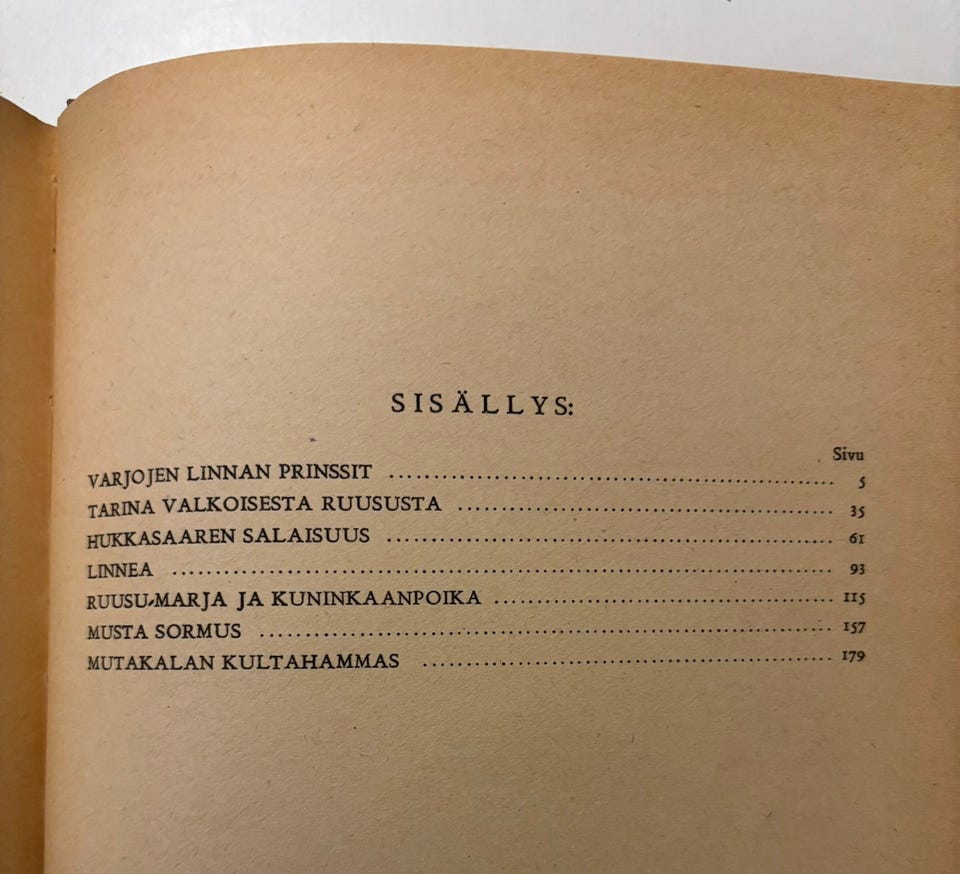 SISÄLLYS:
Sivu
VARJOJEN LINNAN PRINSSIT ........................................................ 5
TARINA VALKOISESTA RUUSUSTA ............................................... 35
HUKKASAAREN SALAISUUS ........................................................ 61
LINNEA .................................................................................... 93
RUUSU-MARJA JA KUNINKAANPOIKA ........................................... 115
MUSTA SORMUS ........................................................................ 157
MUTAKALAN KULTAHAMMAS .................................................... 179